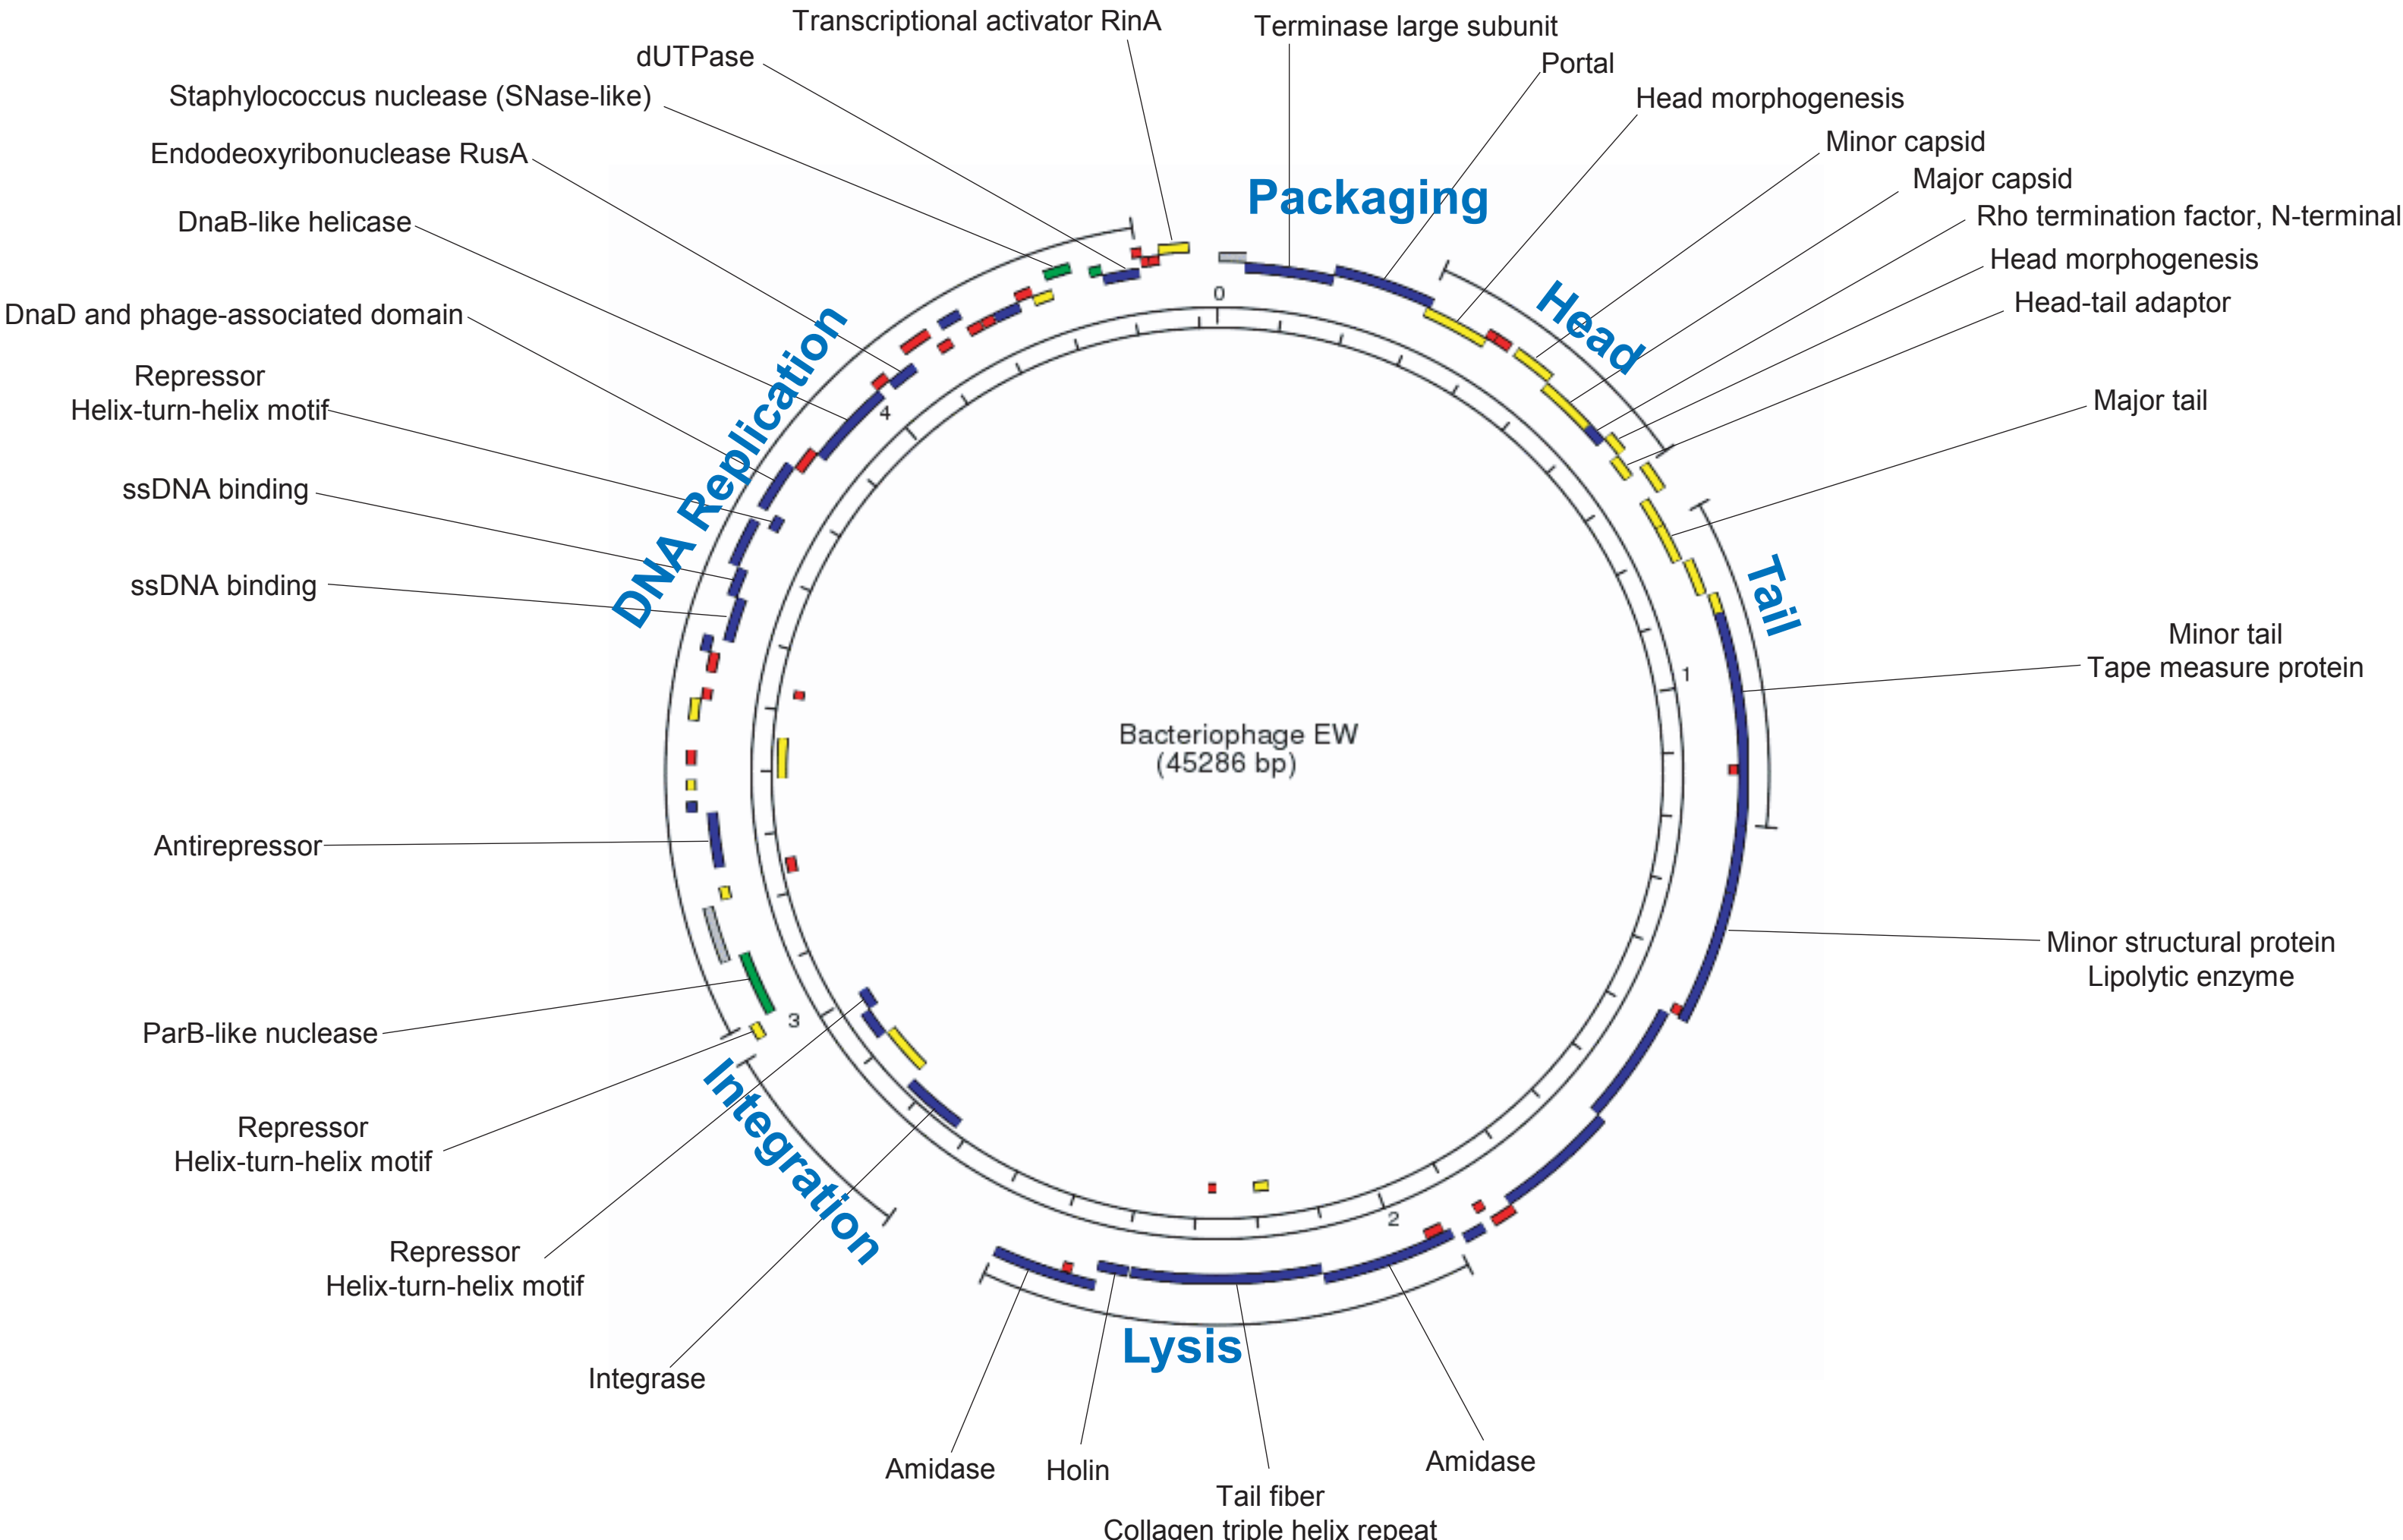 Transcriptional activator RinA
Terminase large subunit
dUTPase
Portal
Staphylococcus nuclease (SNase-like)
Head morphogenesis
Endodeoxyribonuclease RusA
Minor capsid
Packaging
Major capsid
DnaB-like helicase
Rho termination factor, N-terminal
Head morphogenesis
Head-tail adaptor
DnaD and phage-associated domain
Head
0
Repressor
Helix-turn-helix motif
4
Major tail
DNA Replication
ssDNA binding
ssDNA binding
Tail
Minor tail
Tape measure protein
1
Bacteriophage EW
(45286 bp)
Antirepressor
Minor structural protein
Lipolytic enzyme
ParB-like nuclease
3
Integration
Repressor
Helix-turn-helix motif
2
Repressor
Helix-turn-helix motif
Lysis
Integrase
Amidase
Holin
Amidase
Tail fiber
Collagen triple helix repeat